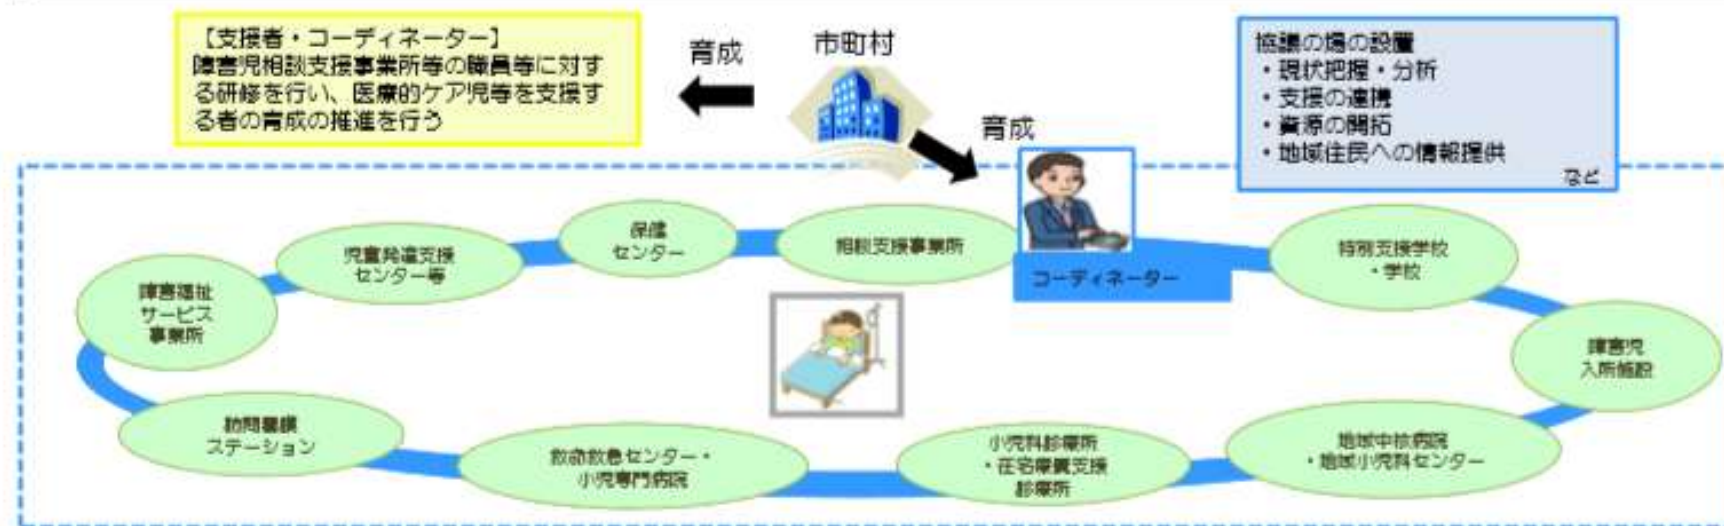 【支援者・コーディネーター】
障害児相談支援事業所等の職員等に対す
る研修を行い、医療的ケア児等を支援す
る者の育成の推進を行う
育成
市町村
育成
協議の場の設置
・現状把握・分析
・支援の連携
・資源の開拓
・地域住民への情報提供
など
保健
センター
相談支援事業所
コーディネーター
特別支援学校
・学校
児童発達支援
センター等
障害福祉
サービス
事業所
障害児
入所施設
訪問看護
ステーション
救命救急センター・
小児専門病院
小児科診療所
・在宅療養支援
診療所
地域中核病院
・地域小児科センター